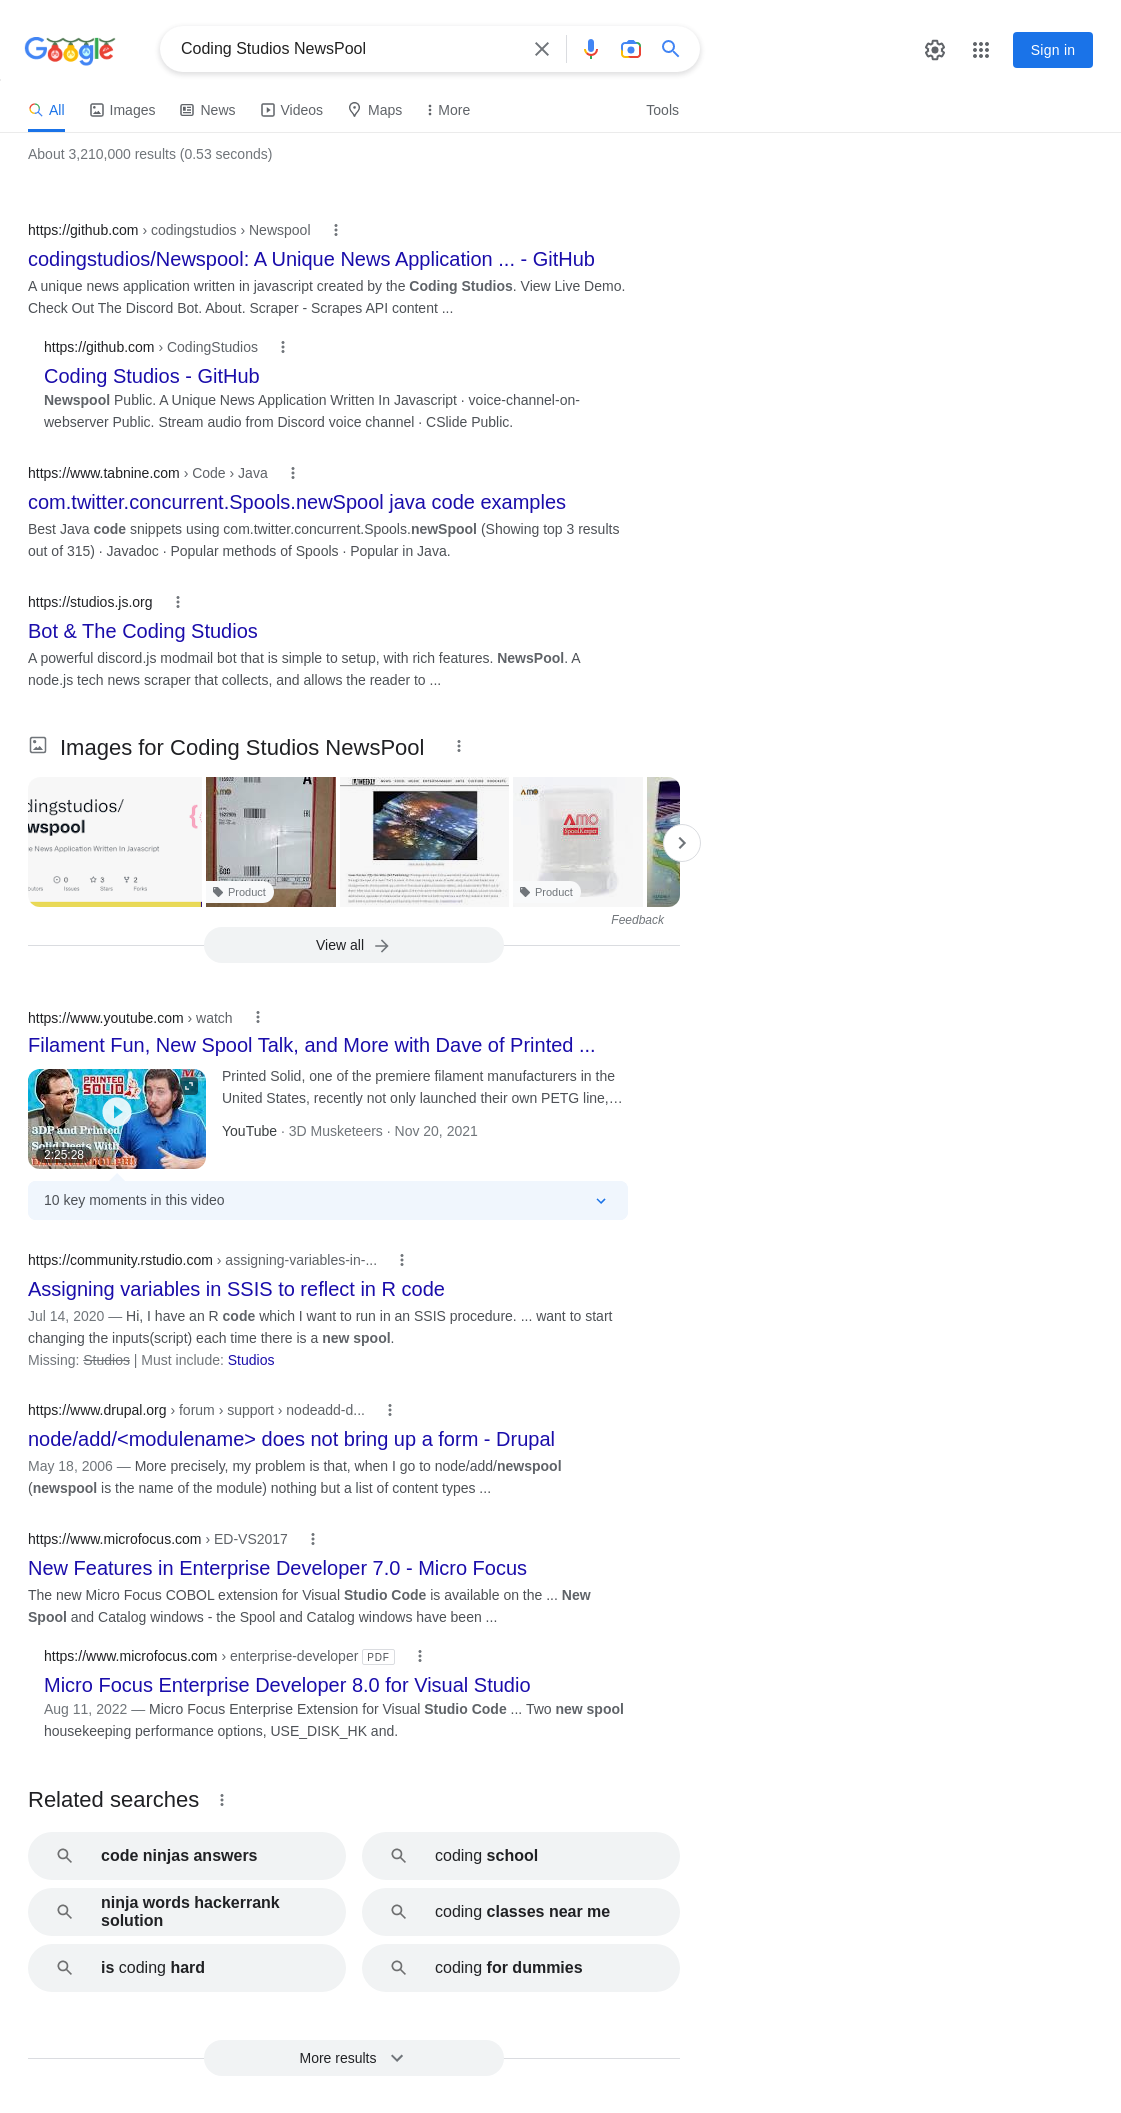 Google
Coding Studios NewsPool
Sign in
All Images News Videos Maps More Tools
About 3,210,000 results (0.53 seconds)
https://github.com › codingstudios › Newspool
codingstudios/Newspool: A Unique News Application ... - GitHub
A unique news application written in javascript created by the Coding Studios. View Live Demo.
Check Out The Discord Bot. About. Scraper - Scrapes API content ...
https://github.com › CodingStudios
Coding Studios - GitHub
Newspool Public. A Unique News Application Written In Javascript · voice-channel-on-
webserver Public. Stream audio from Discord voice channel · CSlide Public.
https://www.tabnine.com › Code › Java
com.twitter.concurrent.Spools.newSpool java code examples
Best Java code snippets using com.twitter.concurrent.Spools.newSpool (Showing top 3 results
out of 315) · Javadoc · Popular methods of Spools · Popular in Java.
https://studios.js.org
Bot & The Coding Studios
A powerful discord.js modmail bot that is simple to setup, with rich features. NewsPool. A
node.js tech news scraper that collects, and allows the reader to ...
Images for Coding Studios NewsPool
dingstudios/
wspool
e News Application Written In Javascript
0 3 2
Issues Stars Forks
AMO
Product
WEEKLY
AMO
AMO
SpoolKeeper
Product
Feedback
View all
https://www.youtube.com › watch
Filament Fun, New Spool Talk, and More with Dave of Printed ...
PRINTED
SOLID
3DP and Printed
Solid Deets With
2:25:28
Printed Solid, one of the premiere filament manufacturers in the
United States, recently not only launched their own PETG line,…
YouTube · 3D Musketeers · Nov 20, 2021
10 key moments in this video
https://community.rstudio.com › assigning-variables-in-...
Assigning variables in SSIS to reflect in R code
Jul 14, 2020 — Hi, I have an R code which I want to run in an SSIS procedure. ... want to start
changing the inputs(script) each time there is a new spool.
Missing: Studios | Must include: Studios
https://www.drupal.org › forum › support › nodeadd-d...
node/add/<modulename> does not bring up a form - Drupal
May 18, 2006 — More precisely, my problem is that, when I go to node/add/newspool
(newspool is the name of the module) nothing but a list of content types ...
https://www.microfocus.com › ED-VS2017
New Features in Enterprise Developer 7.0 - Micro Focus
The new Micro Focus COBOL extension for Visual Studio Code is available on the ... New
Spool and Catalog windows - the Spool and Catalog windows have been ...
https://www.microfocus.com › enterprise-developer PDF
Micro Focus Enterprise Developer 8.0 for Visual Studio
Aug 11, 2022 — Micro Focus Enterprise Extension for Visual Studio Code ... Two new spool
housekeeping performance options, USE_DISK_HK and.
Related searches
code ninjas answers
coding school
ninja words hackerrank
solution
coding classes near me
is coding hard
coding for dummies
More results